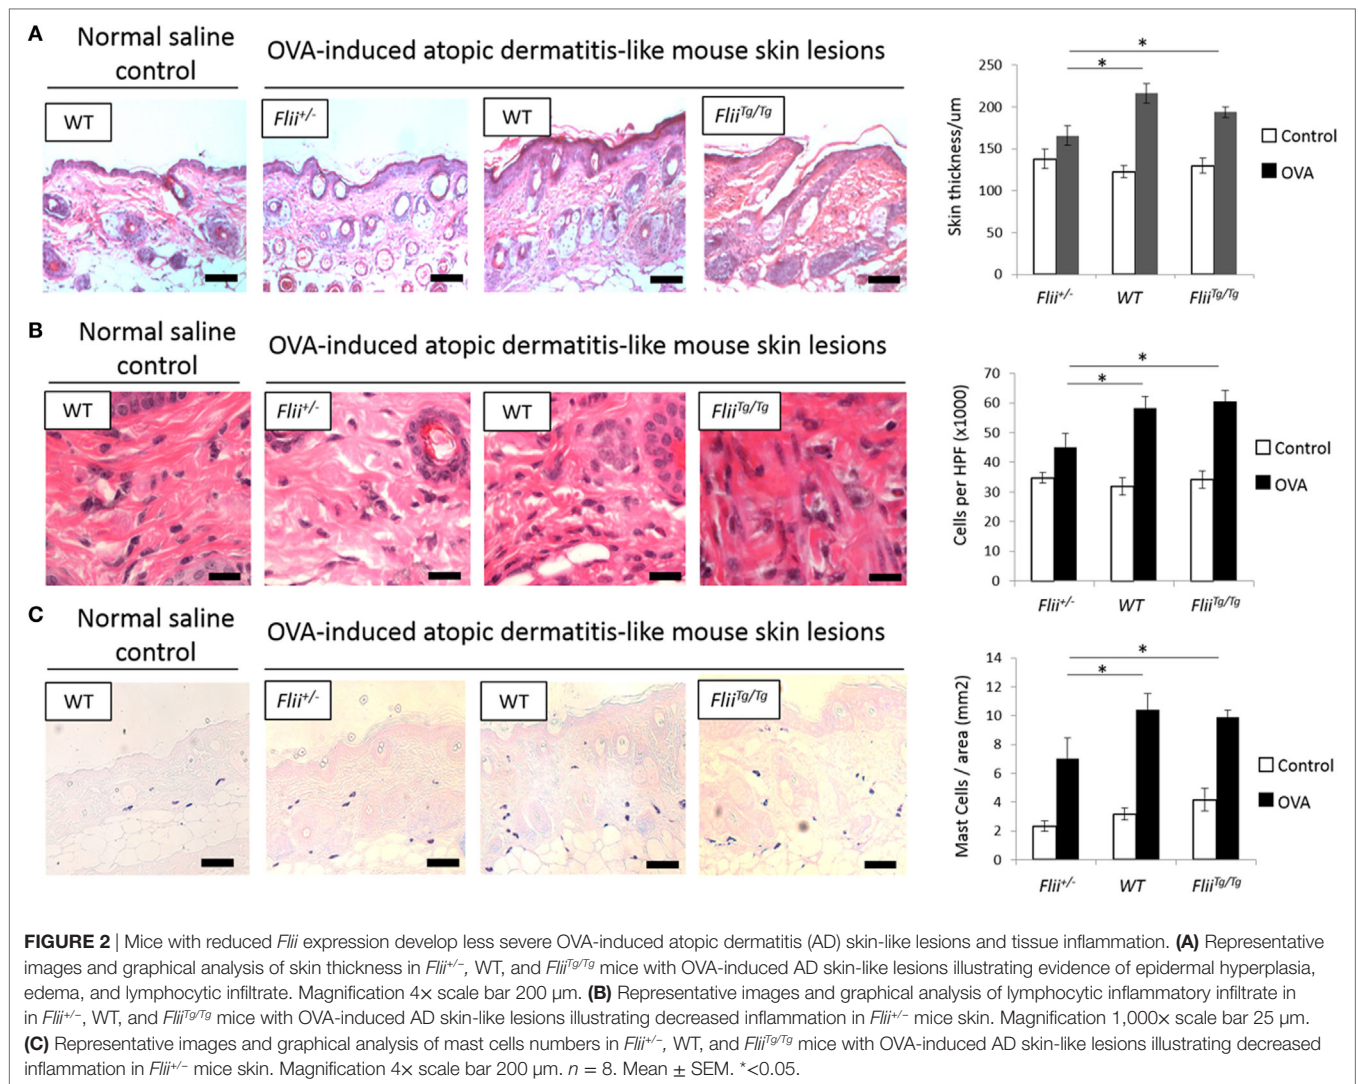 A
Normal saline
control
OVA-induced atopic dermatitis-like mouse skin lesions
WT
Flii+/-
WT
FliiTg/Tg
Skin thickness/um
250
200
150
100
50
0
*
*
Flii+/-
WT
FliiTg/Tg
Control
OVA
B
Normal saline
control
OVA-induced atopic dermatitis-like mouse skin lesions
WT
Flii+/-
WT
FliiTg/Tg
Cells per HPF (x1000)
70
60
50
40
30
20
10
0
*
*
Flii+/-
WT
FliiTg/Tg
Control
OVA
C
Normal saline
control
OVA-induced atopic dermatitis-like mouse skin lesions
WT
Flii+/-
WT
FliiTg/Tg
Mast Cells / area (mm2)
14
12
10
8
6
4
2
0
*
*
Flii+/-
WT
FliiTg/Tg
Control
OVA
FIGURE 2 | Mice with reduced Flii expression develop less severe OVA-induced atopic dermatitis (AD) skin-like lesions and tissue inflammation. (A) Representative
images and graphical analysis of skin thickness in Flii+/−, WT, and FliiTg/Tg mice with OVA-induced AD skin-like lesions illustrating evidence of epidermal hyperplasia,
edema, and lymphocytic infiltrate. Magnification 4× scale bar 200 µm. (B) Representative images and graphical analysis of lymphocytic inflammatory infiltrate in
in Flii+/−, WT, and FliiTg/Tg mice with OVA-induced AD skin-like lesions illustrating decreased inflammation in Flii+/− mice skin. Magnification 1,000× scale bar 25 µm.
(C) Representative images and graphical analysis of mast cells numbers in Flii+/−, WT, and FliiTg/Tg mice with OVA-induced AD skin-like lesions illustrating decreased
inflammation in Flii+/− mice skin. Magnification 4× scale bar 200 µm. n = 8. Mean ± SEM. *<0.05.